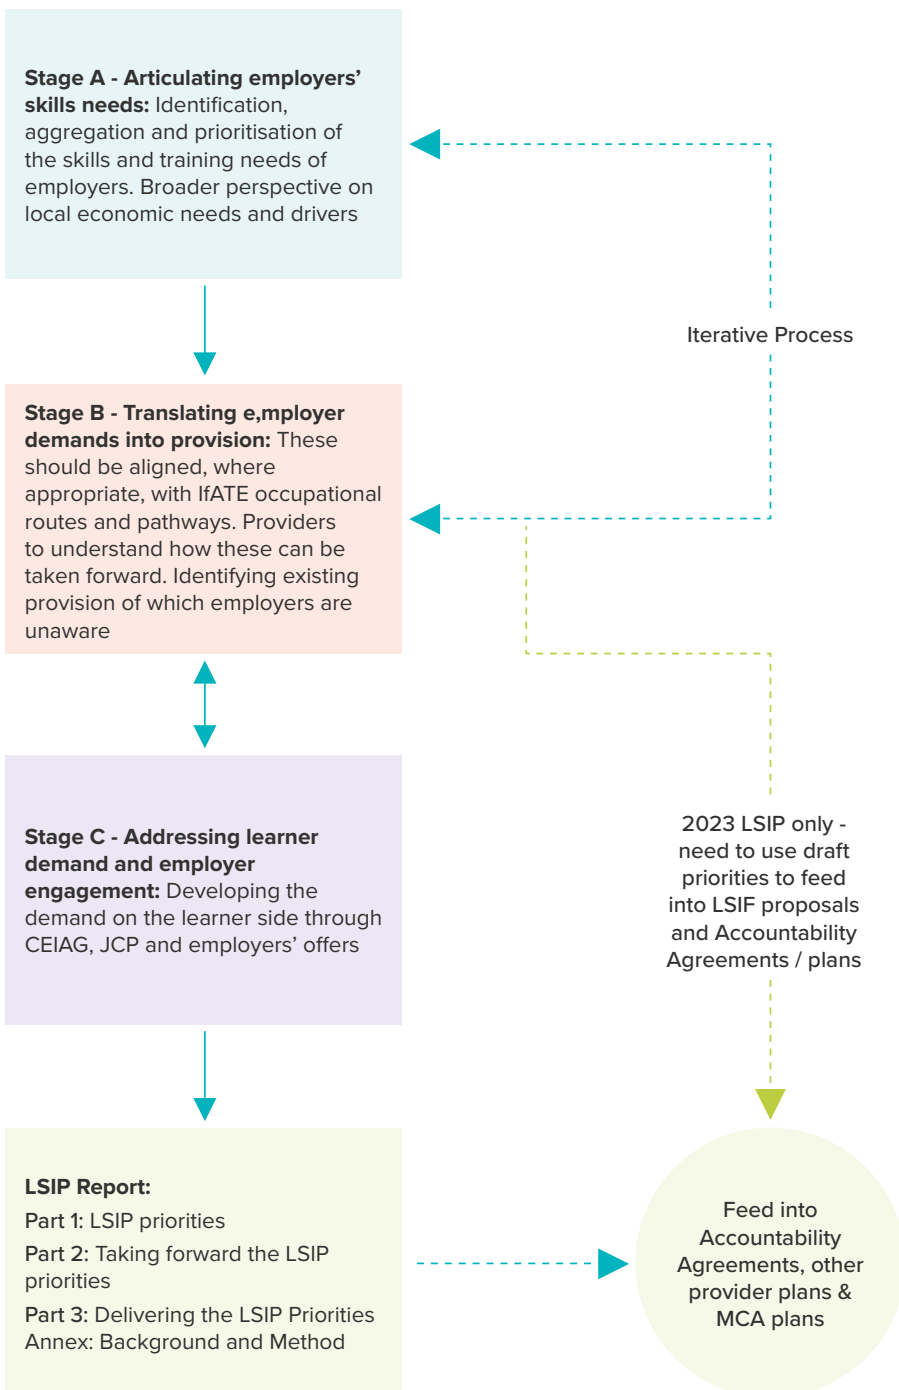 Stage A - Articulating employers’
skills needs: Identification,
aggregation and prioritisation of
the skills and training needs of
employers. Broader perspective on
local economic needs and drivers
Iterative Process
Stage B - Translating e,mployer
demands into provision: These
should be aligned, where
appropriate, with IfATE occupational
routes and pathways. Providers
to understand how these can be
taken forward. Identifying existing
provision of which employers are
unaware
Stage C - Addressing learner
demand and employer
engagement: Developing the
demand on the learner side through
CEIAG, JCP and employers’ offers
2023 LSIP only -
need to use draft
priorities to feed
into LSIF proposals
and Accountability
Agreements / plans
LSIP Report:
Part 1: LSIP priorities
Part 2: Taking forward the LSIP
priorities
Part 3: Delivering the LSIP Priorities
Annex: Background and Method
Feed into
Accountability
Agreements, other
provider plans &
MCA plans